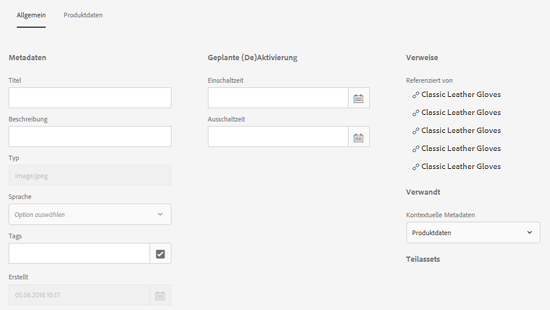 Allgemein
Produktdaten
Metadaten
Titel
Beschreibung
Typ
image/jpeg
Sprache
Option auswählen
Tags
Erstellt
05.06.2018 10:17
Geplante (De)Aktivierung
Einschaltzeit
Ausschaltzeit
Verweise
Referenziert von
Classic Leather Gloves
Classic Leather Gloves
Classic Leather Gloves
Classic Leather Gloves
Classic Leather Gloves
Verwandt
Kontextuelle Metadaten
Produktdaten
Teilassets